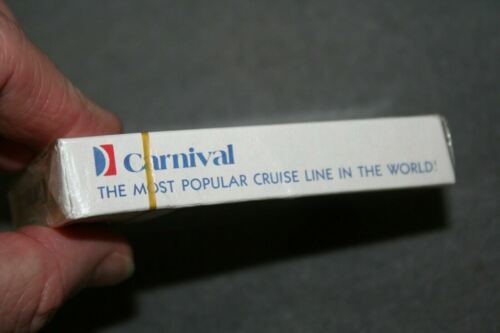 Carnival
THE MOST POPULAR CRUISE LINE IN THE WORLD!